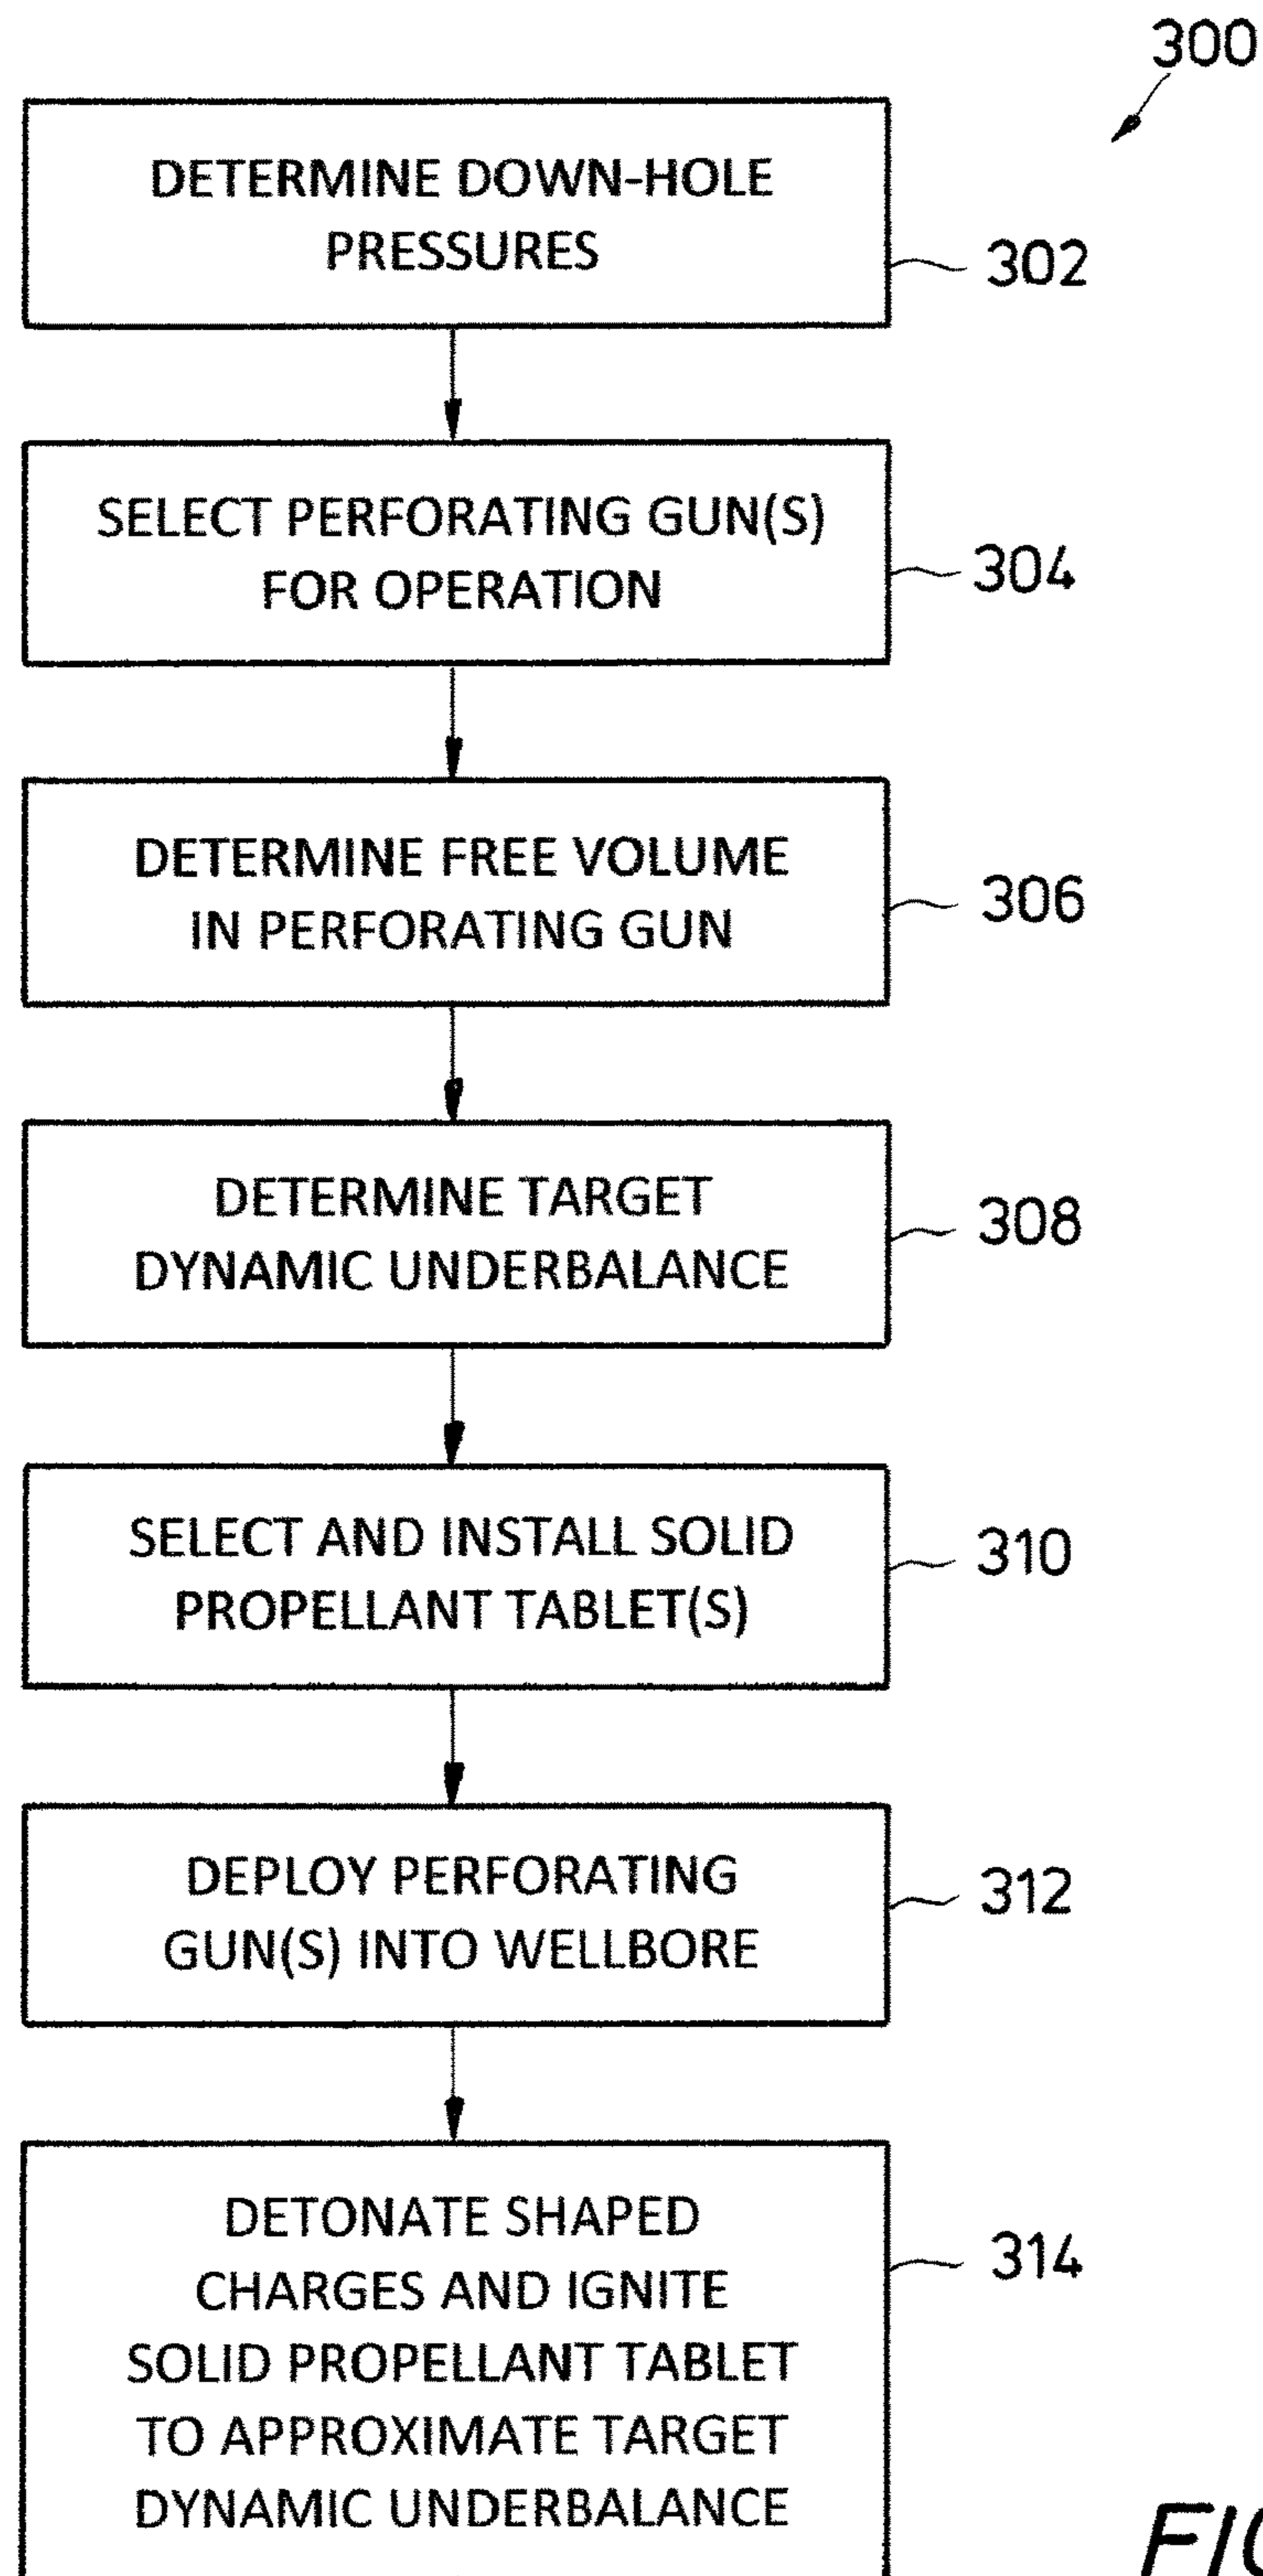 300
DETERMINE DOWN-HOLE
PRESSURES
302
SELECT PERFORATING GUN(S)
FOR OPERATION
304
DETERMINE FREE VOLUME
IN PERFORATING GUN
306
DETERMINE TARGET
DYNAMIC UNDERBALANCE
308
SELECT AND INSTALL SOLID
PROPELLANT TABLET(S)
310
DEPLOY PERFORATING
GUN(S) INTO WELLBORE
312
DETONATE SHAPED
CHARGES AND IGNITE
SOLID PROPELLANT TABLET
TO APPROXIMATE TARGET
DYNAMIC UNDERBALANCE
314